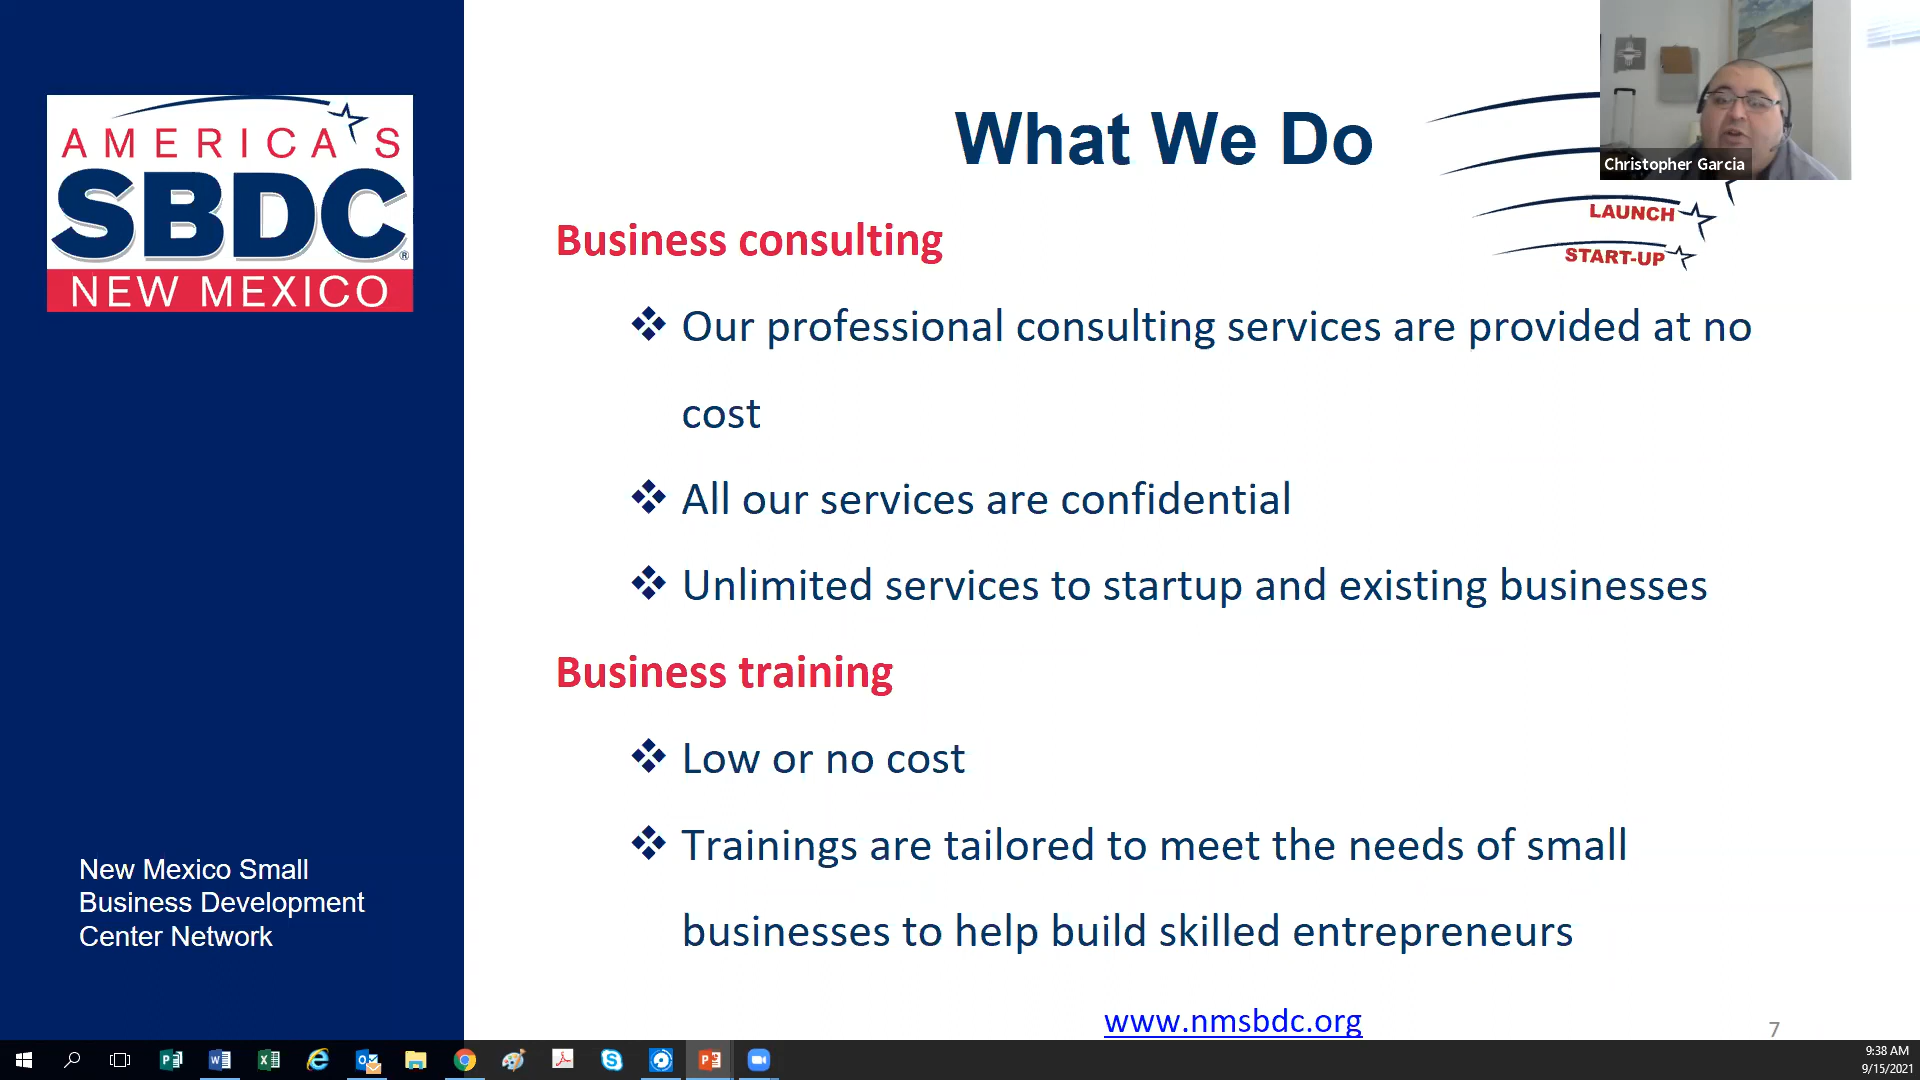 AMERICA'S
SBDC®
NEW MEXICO
What We Do
Christopher Garcia
LAUNCH
START-UP
Business consulting
Our professional consulting services are provided at no
cost
All our services are confidential
Unlimited services to startup and existing businesses
Business training
Low or no cost
Trainings are tailored to meet the needs of small
businesses to help build skilled entrepreneurs
New Mexico Small
Business Development
Center Network
www.nmsbdc.org
7
9:38 AM
9/15/2021